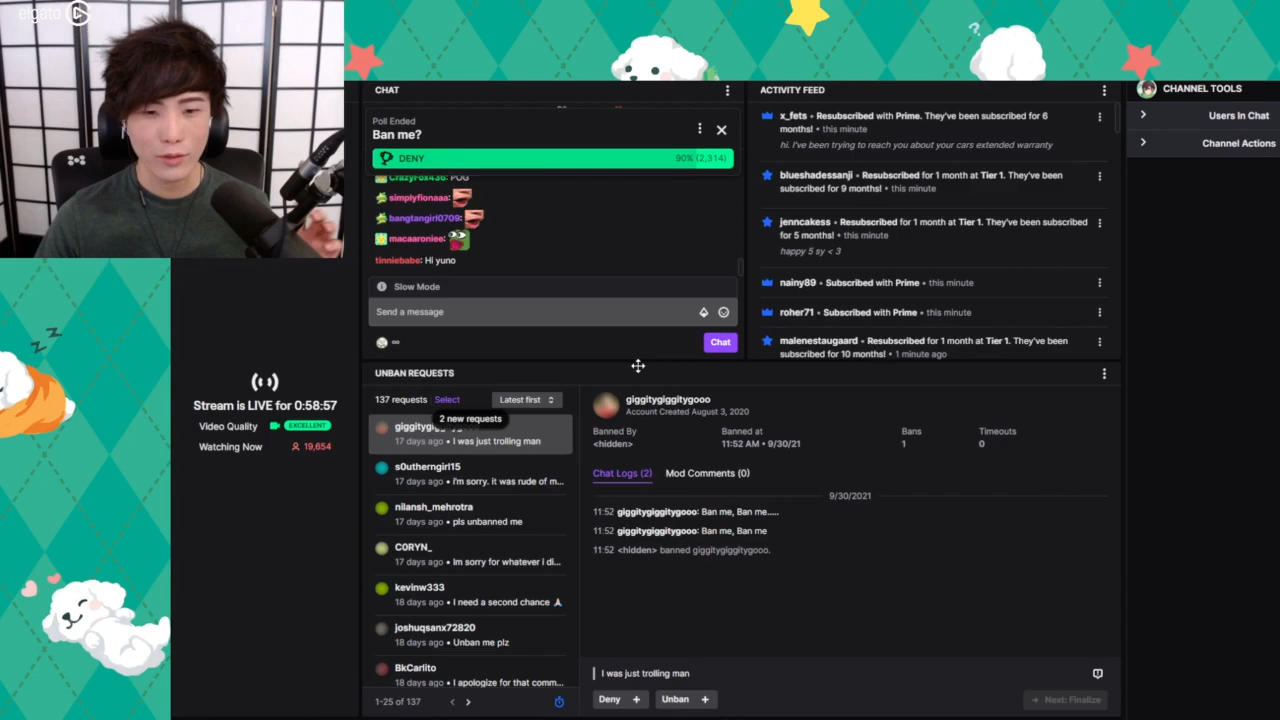 elgato
CHAT
Poll Ended
Ban me?
DENY
90% (2,314)
CrazyFox436: POG
simplyfionaaa:
bangtangirl0709:
macaaroniee:
tinniebabe: Hi yuno
Slow Mode
Send a message
∞
Chat
ACTIVITY FEED
x_fets • Resubscribed with Prime. They've been subscribed for 6
months! • this minute
hi. I've been trying to reach you about your cars extended warranty
blueshadessanji • Resubscribed for 1 month at Tier 1. They've been
subscribed for 9 months! • this minute
jenncakess • Resubscribed for 1 month at Tier 1. They've been subscribed
for 5 months! • this minute
happy 5 sy < 3
nainy89 • Subscribed with Prime • this minute
roher71 • Subscribed with Prime • this minute
malenestaugaard • Resubscribed for 1 month at Tier 1. They've been
subscribed for 10 months! • 1 minute ago
CHANNEL TOOLS
Users In Chat
Channel Actions
Stream is LIVE for 0:58:57
Video Quality EXCELLENT
Watching Now 19,654
UNBAN REQUESTS
137 requests Select Latest first
2 new requests
17 days ago • I was just trolling man
s0utherngirl15
17 days ago • i'm sorry. it was rude of m...
nilansh_mehrotra
17 days ago • pls unbanned me
C0RYN_
17 days ago • Im sorry for whatever I di...
kevinw333
18 days ago • I need a second chance 🙏
joshuqsanx72820
18 days ago • Unban me plz
BkCarlito
18 days ago • I apologize for that comm...
1-25 of 137
giggitygiggitygooo
Account Created August 3, 2020
Banned By Banned at Bans Timeouts
<hidden> 11:52 AM • 9/30/21 1 0
Chat Logs (2) Mod Comments (0)
9/30/2021
11:52 giggitygiggitygooo: Ban me, Ban me.....
11:52 giggitygiggitygooo: Ban me, Ban me
11:52 <hidden> banned giggitygiggitygooo.
I was just trolling man
Deny + Unban + Next: Finalize